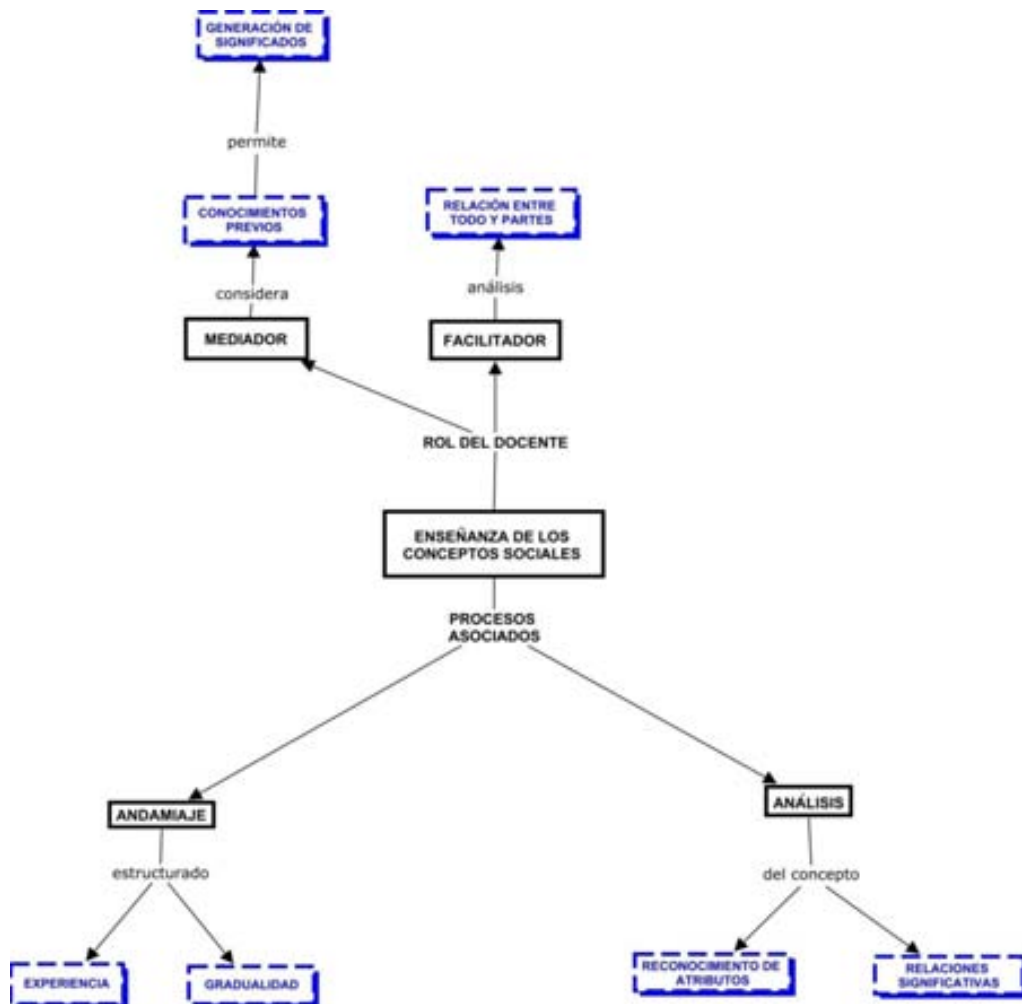 GENERACIÓN DE
SIGNIFICADOS
permite
CONOCIMIENTOS
PREVIOS
RELACIÓN ENTRE
TODO Y PARTES
considera
análisis
MEDIADOR
FACILITADOR
ROL DEL DOCENTE
ENSEÑANZA DE LOS
CONCEPTOS SOCIALES
PROCESOS
ASOCIADOS
ANDAMIAJE
ANÁLISIS
estructurado
del concepto
EXPERIENCIA
GRADUALIDAD
RECONOCIMIENTO DE
ATRIBUTOS
RELACIONES
SIGNIFICATIVAS